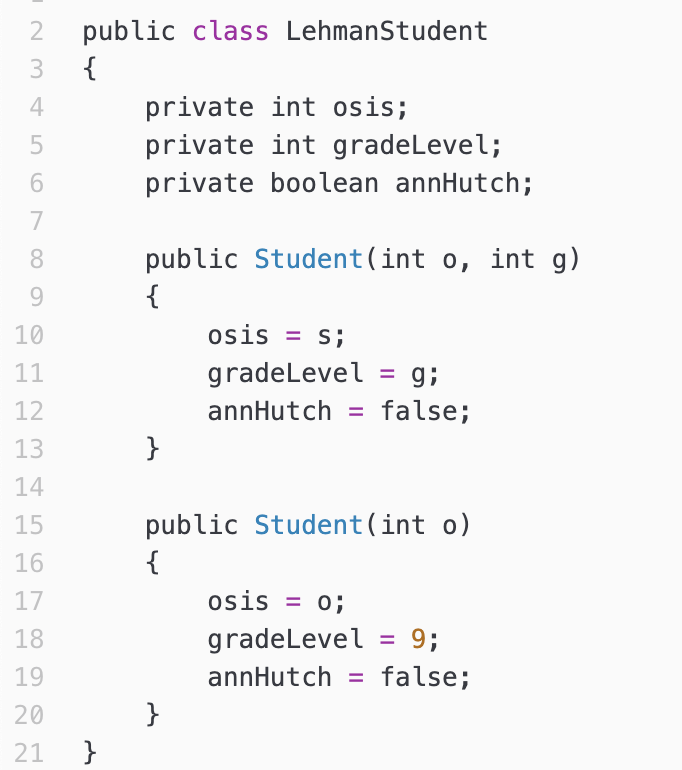 2 public class LehmanStudent
3 {
4 private int osis;
5 private int gradeLevel;
6 private boolean annHutch;
7
8 public Student(int o, int g)
9 {
10 osis = s;
11 gradeLevel = g;
12 annHutch = false;
13 }
14
15 public Student(int o)
16 {
17 osis = o;
18 gradeLevel = 9;
19 annHutch = false;
20 }
21 }